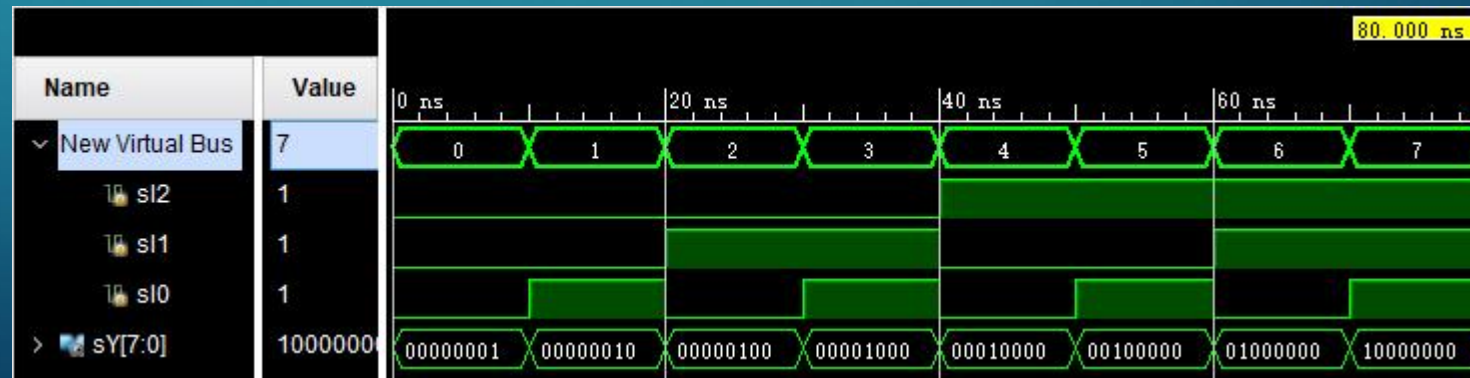 80.000 ns
Name Value 0 ns 20 ns 40 ns 60 ns
New Virtual Bus 7 0 1 2 3 4 5 6 7
sI2 1
sI1 1
sI0 1
sY[7:0] 10000000 00000001 00000010 00000100 00001000 00010000 00100000 01000000 10000000